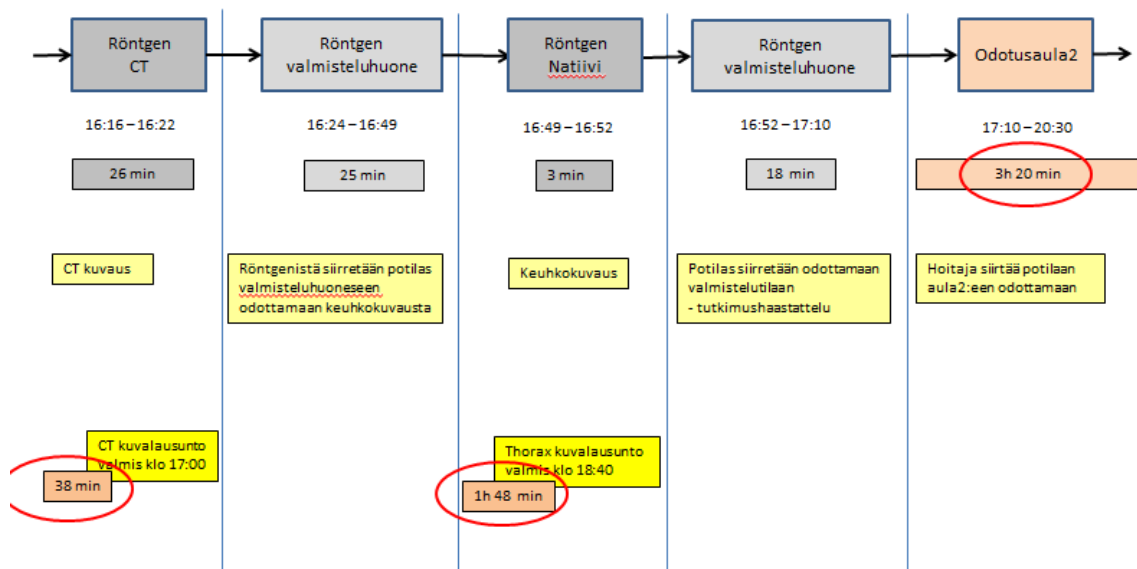 Röntgen
CT
Röntgen
valmisteluhuone
Röntgen
Natiivi
Röntgen
valmisteluhuone
Odotusaula2
16:16 – 16:22
16:24 – 16:49
16:49 – 16:52
16:52 – 17:10
17:10 – 20:30
26 min
25 min
3 min
18 min
3h 20 min
CT kuvaus
Röntgenistä siirretään potilas
valmisteluhuoneseen
odottamaan keuhkokuvausta
Keuhkokuvaus
Potilas siirretään odottamaan
valmistelutilaan
- tutkimushaastattelu
Hoitaja siirtää potilaan
aula2:een odottamaan
CT kuvalausunto
valmis klo 17:00
38 min
Thorax kuvalausunto
valmis klo 18:40
1h 48 min